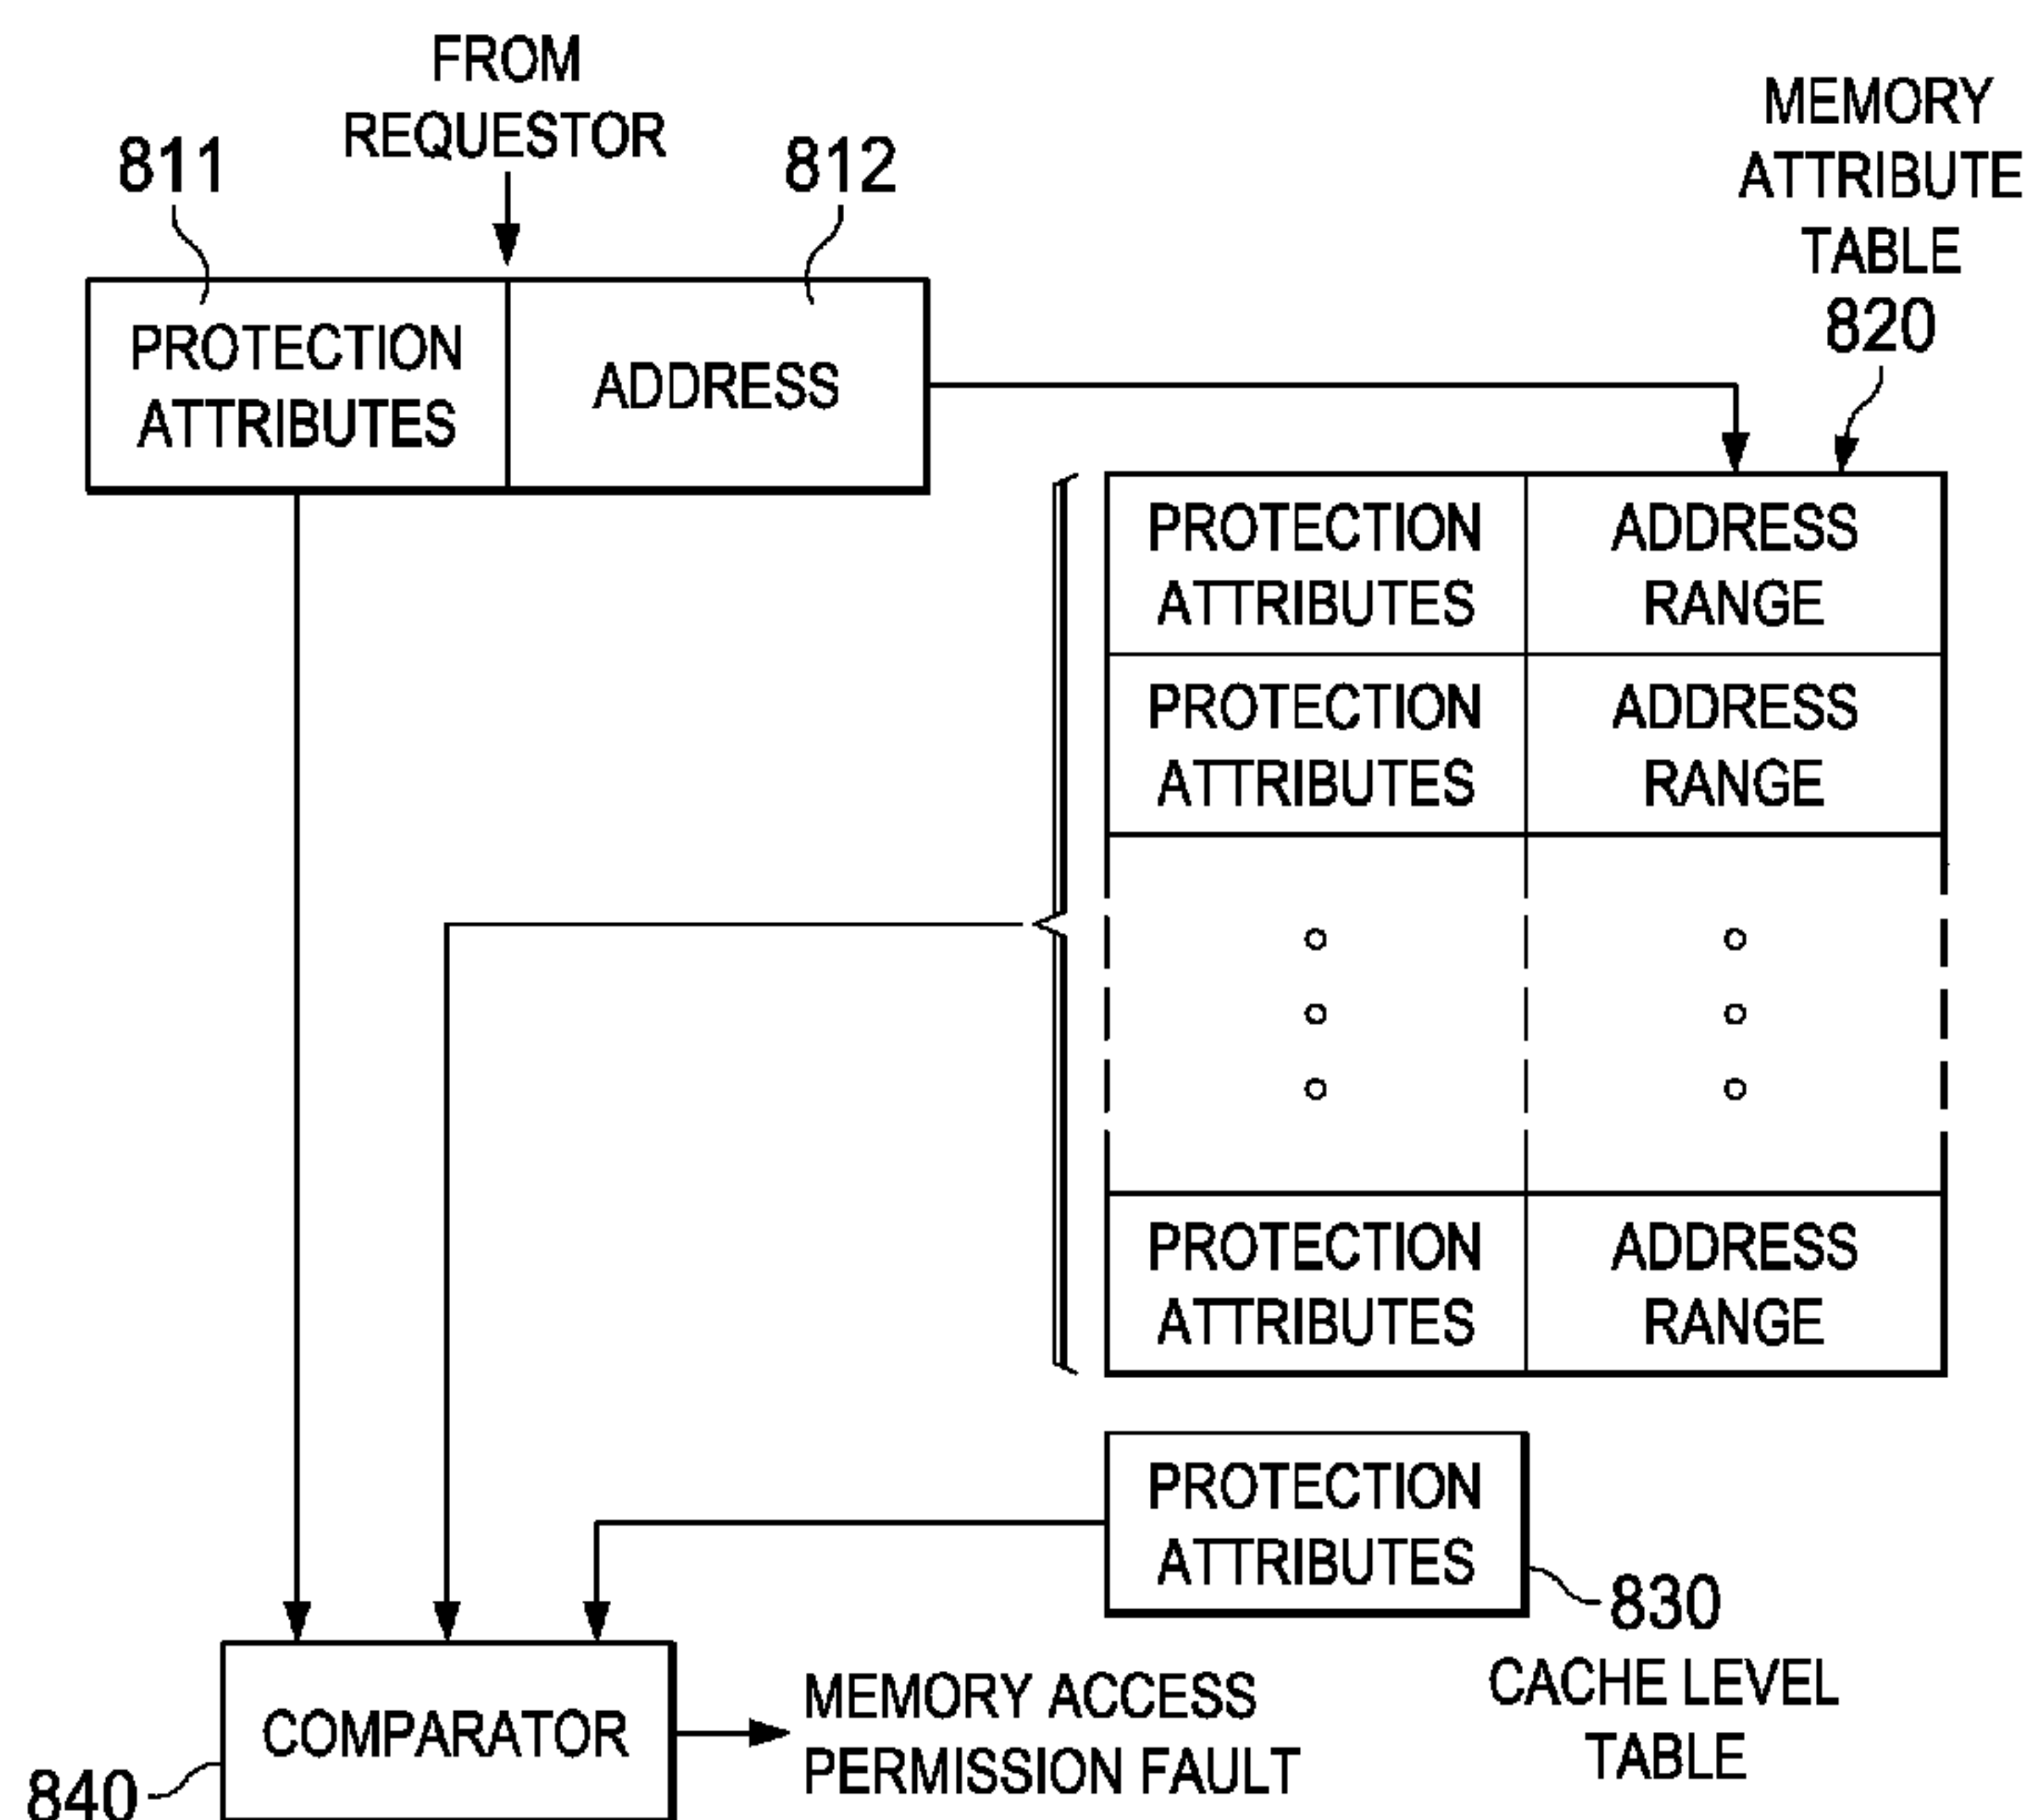 FROM
REQUESTOR
811
812
MEMORY
ATTRIBUTE
TABLE
820
PROTECTION
ATTRIBUTES
ADDRESS
PROTECTION
ATTRIBUTES
ADDRESS
RANGE
PROTECTION
ATTRIBUTES
ADDRESS
RANGE
PROTECTION
ATTRIBUTES
ADDRESS
RANGE
PROTECTION
ATTRIBUTES
830
CACHE LEVEL
TABLE
COMPARATOR
840
MEMORY ACCESS
PERMISSION FAULT